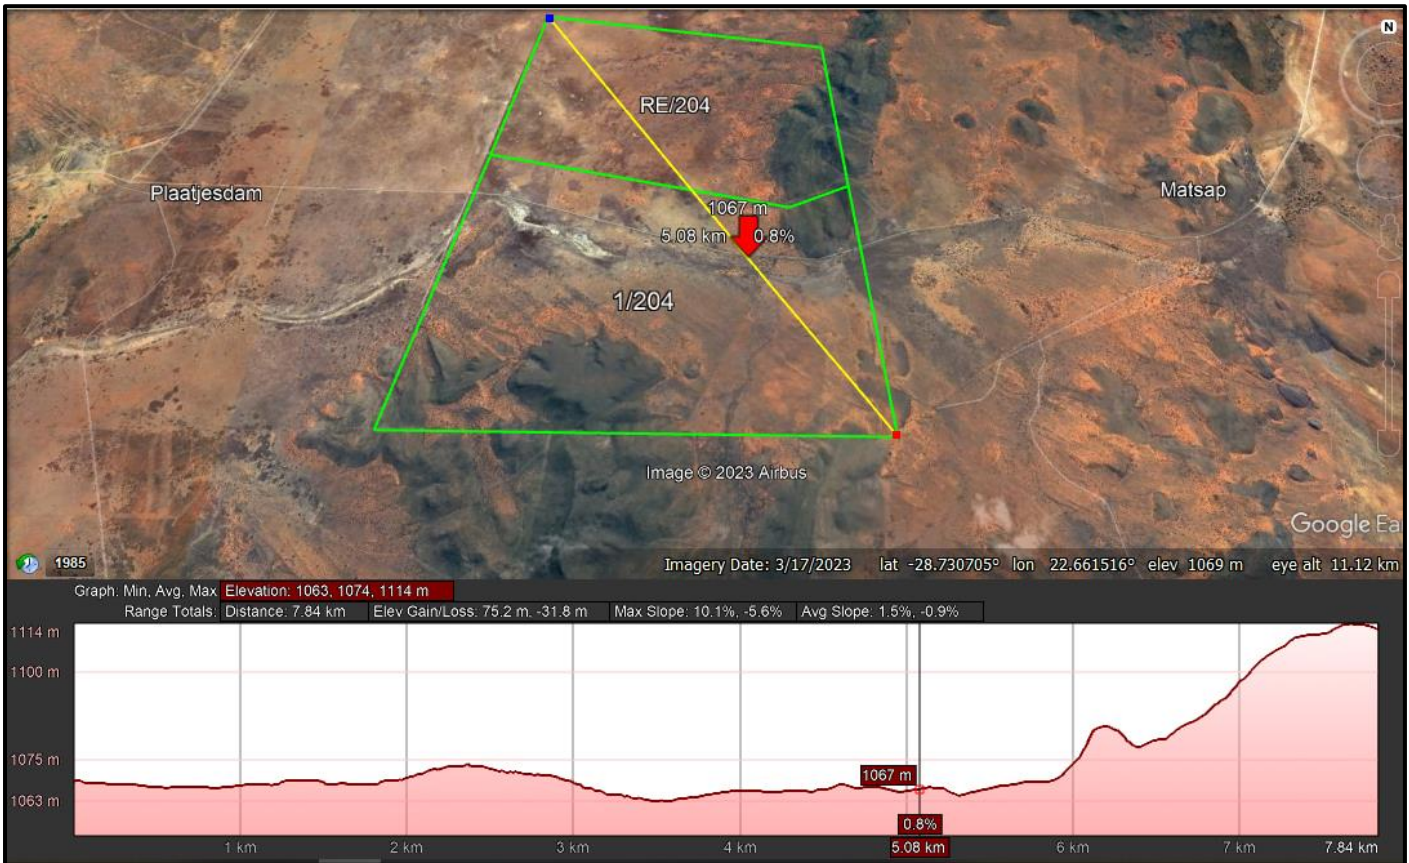 N
RE/204
Plaatjesdam
Matsap
1067 m
5.08 km 0.8%
1/204
Image © 2023 Airbus
Google Ea
1985
Imagery Date: 3/17/2023 lat -28.730705° lon 22.661516° elev 1069 m eye alt 11.12 km
Graph: Min, Avg, Max Elevation: 1063, 1074, 1114 m
Range Totals: Distance: 7.84 km Elev Gain/Loss: 75.2 m, -31.8 m Max Slope: 10.1%, -5.6% Avg Slope: 1.5%, -0.9%
1114 m
1100 m
1075 m
1067 m
1063 m
0.8%
1 km 2 km 3 km 4 km 5.08 km 6 km 7 km 7.84 km